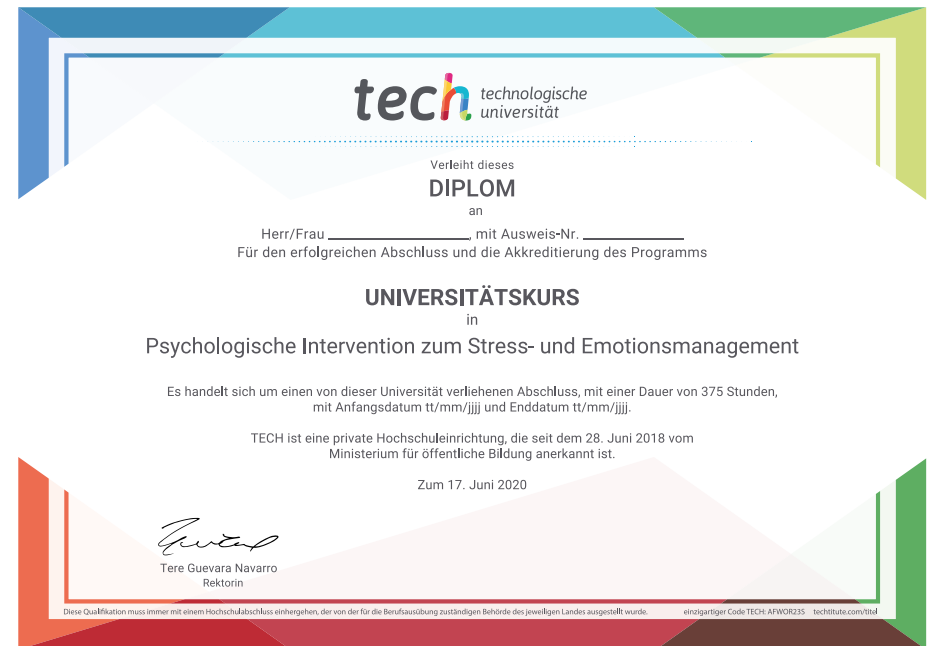 tech technologische
universität
Verleiht dieses
DIPLOM
an
Herr/Frau ____________________, mit Ausweis-Nr. ______________
Für den erfolgreichen Abschluss und die Akkreditierung des Programms
UNIVERSITÄTSKURS
in
Psychologische Intervention zum Stress- und Emotionsmanagement
Es handelt sich um einen von dieser Universität verliehenen Abschluss, mit einer Dauer von 375 Stunden,
mit Anfangsdatum tt/mm/jjjj und Enddatum tt/mm/jjjj.
TECH ist eine private Hochschuleinrichtung, die seit dem 28. Juni 2018 vom
Ministerium für öffentliche Bildung anerkannt ist.
Zum 17. Juni 2020
Tere Guevara Navarro
Rektorin
Diese Qualifikation muss immer mit einem Hochschulabschluss einhergehen, der von der für die Berufsausübung zuständigen Behörde des jeweiligen Landes ausgestellt wurde. einzigartiger Code TECH: AFWOR23S techtitute.com/titel